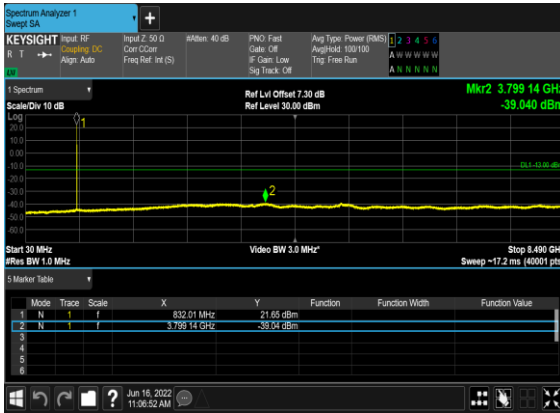 Spectrum Analyzer 1
Swept SA
KEYSIGHT Input: RF Input Z: 50 Ω #Atten: 40 dB PNO: Fast Avg Type: Power (RMS) 1 2 3 4 5 6
R T Coupling: DC Corr CCorr Gate: Off Avg|Hold: 100/100 A W W W W W
Align: Auto Freq Ref: Int (S) IF Gain: Low Trig: Free Run
Sig Track: Off A N N N N N
1 Spectrum
Ref Lvl Offset 7.30 dB Mkr2 3.799 14 GHz
Scale/Div 10 dB Ref Level 30.00 dBm -39.040 dBm
Log
1
20.0
10.0
0.00
-10.0
DL1 -13.00 dBm
-20.0
-30.0
2
-40.0
-50.0
-60.0
Start 30 MHz Video BW 3.0 MHz* Stop 8.490 GHz
#Res BW 1.0 MHz Sweep ~17.2 ms (40001 pts)
5 Marker Table
Mode Trace Scale X Y Function Function Width Function Value
1 N 1 f 832.01 MHz 21.65 dBm
2 N 1 f 3.799 14 GHz -39.04 dBm
3
4
5
6
? Jun 16, 2022
11:06:52 AM